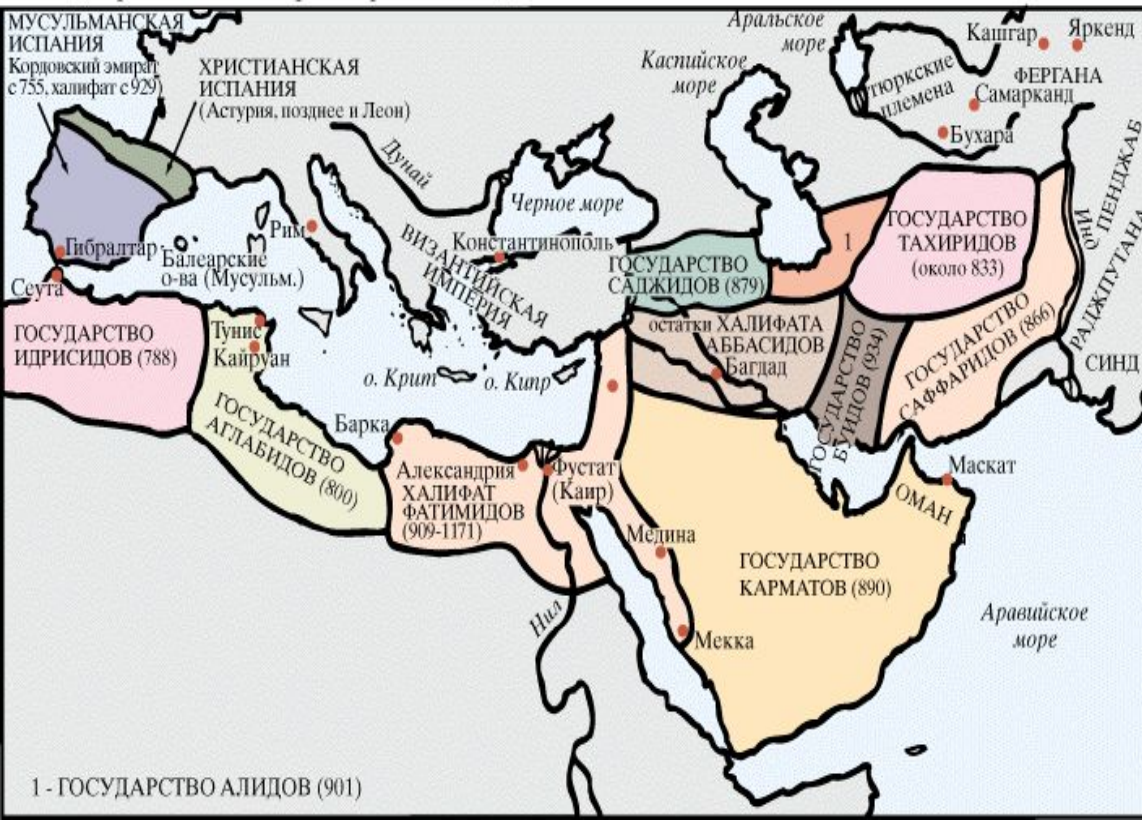 МУСУЛЬМАНСКАЯ
ИСПАНИЯ
Кордовский эмират
с 755, халифат с 929)
ХРИСТИАНСКАЯ
ИСПАНИЯ
(Астурия, позднее и Леон)
Аральское
море
Каспийское
море
Кашгар
Яркенд
ФЕРГАНА
тюркские
племена
Самарканд
Бухара
Дунай
Черное море
Рим
Константинополь
ВИЗАНТИЙСКАЯ
ИМПЕРИЯ
Гибралтар
Балеарские
о-ва (Мусульм.)
Сеута
ГОСУДАРСТВО
САДЖИДОВ (879)
1
ГОСУДАРСТВО
ТАХИРИДОВ
(около 833)
Инд
ПЕНДЖАБ
РАДЖПУТАНА
СИНД
ГОСУДАРСТВО
ИДРИСИДОВ (788)
Тунис
Кайруан
остатки ХАЛИФАТА
АББАСИДОВ
Багдад
ГОСУДАРСТВО
БУИДОВ (934)
ГОСУДАРСТВО
САФФАРИДОВ (866)
о. Крит
о. Кипр
ГОСУДАРСТВО
АГЛАБИДОВ (800)
Барка
Александрия
ХАЛИФАТ
ФАТИМИДОВ
(909-1171)
Фустат
(Каир)
Маскат
ОМАН
Медина
ГОСУДАРСТВО
КАРМАТОВ (890)
Нил
Мекка
Аравийское
море
1 - ГОСУДАРСТВО АЛИДОВ (901)